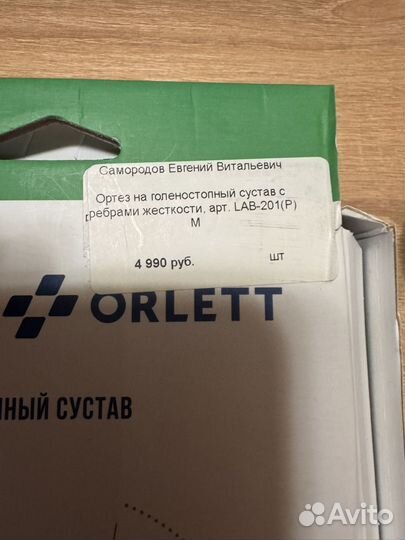 Самородов Евгений Витальевич
Ортез на голеностопный сустав с
ребрами жесткости, арт. LAB-201(P)
M
4 990 руб. шт
ORLETT
СУСТАВ
Avito